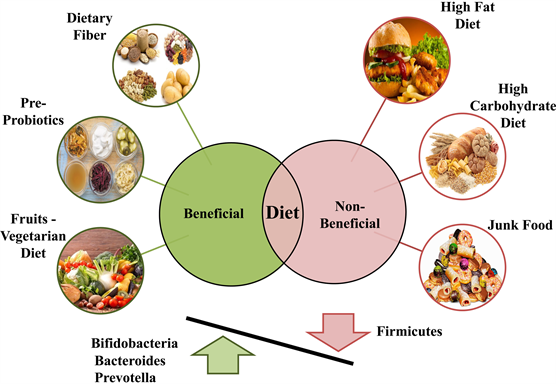 Dietary
Fiber
High Fat
Diet
Pre-
Probiotics
High
Carbohydrate
Diet
Beneficial
Diet
Non-
Beneficial
Fruits -
Vegetarian
Diet
Junk Food
Firmicutes
Bifidobacteria
Bacteroides
Prevotella